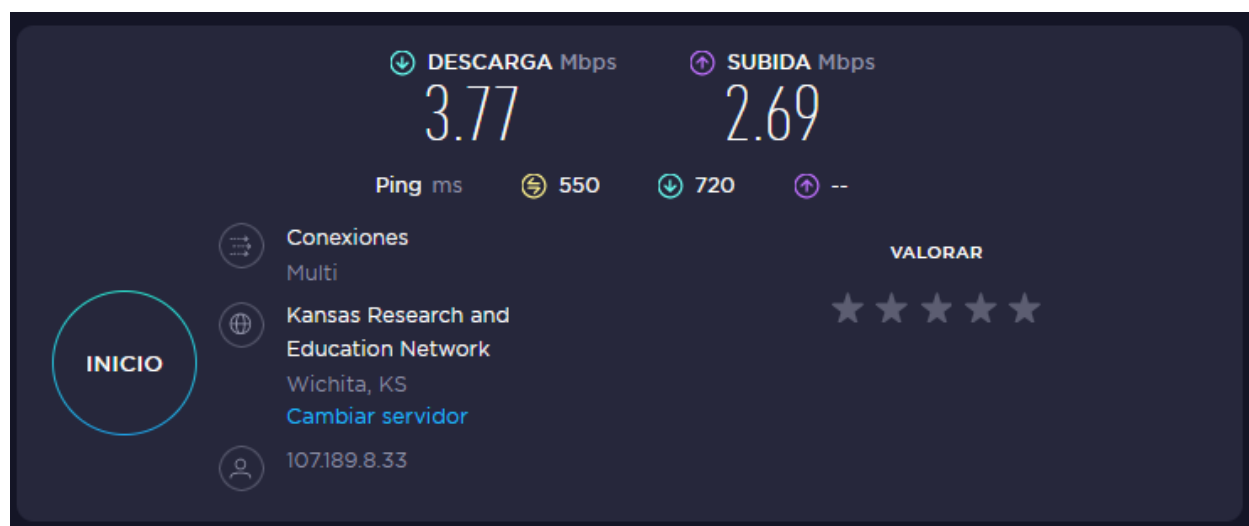 DESCARGA Mbps
3.77
SUBIDA Mbps
2.69
Ping ms 550 720 --
Conexiones
Multi
Kansas Research and
Education Network
Wichita, KS
Cambiar servidor
107.189.8.33
INICIO
VALORAR